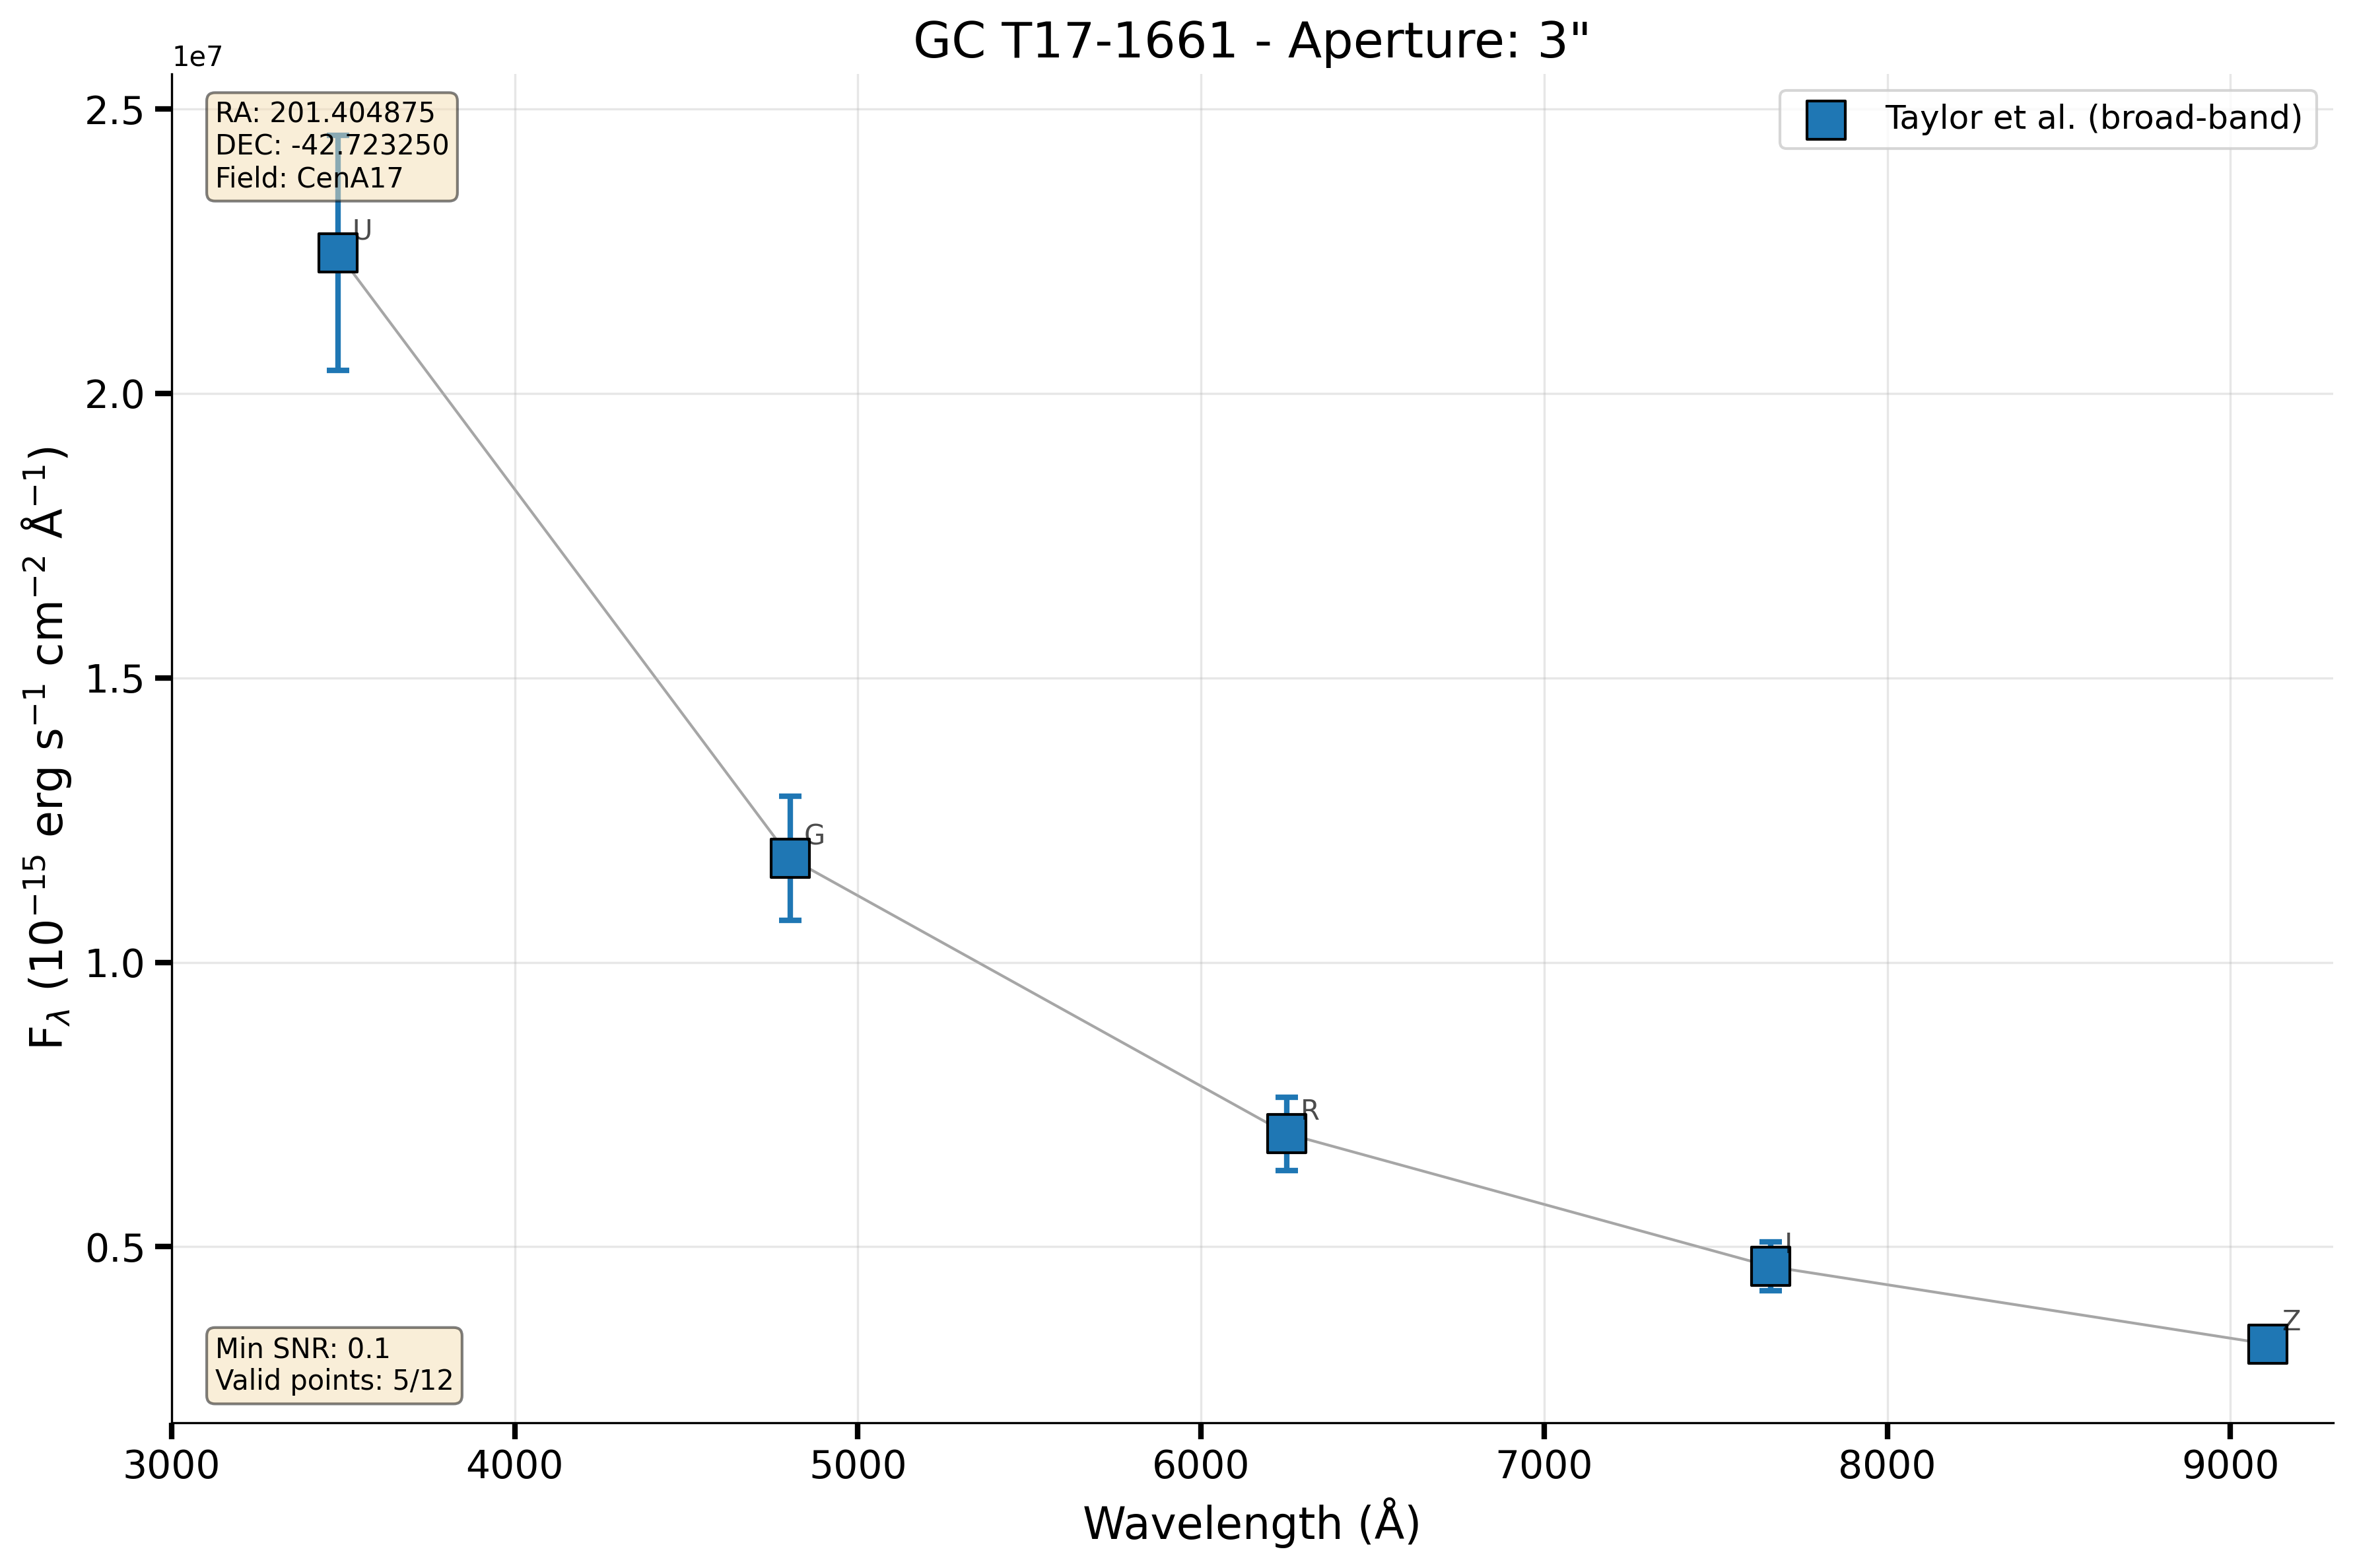 GC T17-1661 - Aperture: 3"
1e7
RA: 201.404875
DEC: -42.723250
Field: CenA17
Taylor et al. (broad-band)
U
G
R
I
Z
2.5
2.0
1.5
1.0
0.5
F_λ (10⁻¹⁵ erg s⁻¹ cm⁻² Å⁻¹)
Min SNR: 0.1
Valid points: 5/12
3000 4000 5000 6000 7000 8000 9000
Wavelength (Å)